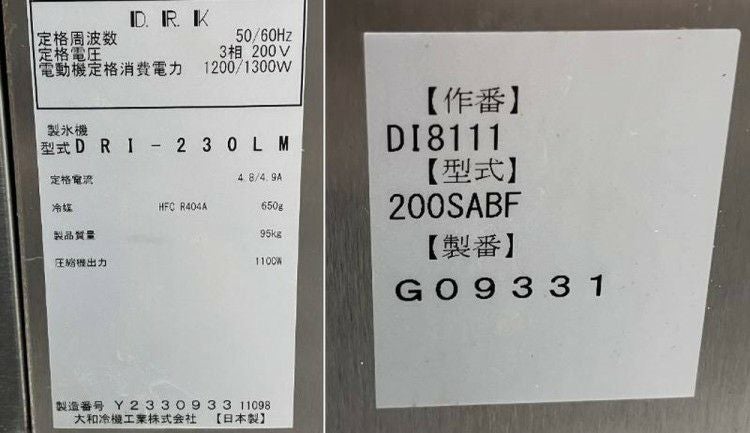 D. R. K
定格周波数 50/60Hz
定格電圧 3相 200V
電動機定格消費電力 1200/1300W
製氷機
型式DRI-230LM
定格電流 4.8/4.9A
冷媒 HFC R404A 650g
製品質量 95kg
圧縮機出力 1100W
製造番号 Y2330933 11098
大和冷機工業株式会社 【日本製】
【作番】
DI8111
【型式】
200SABF
【製番】
G09331